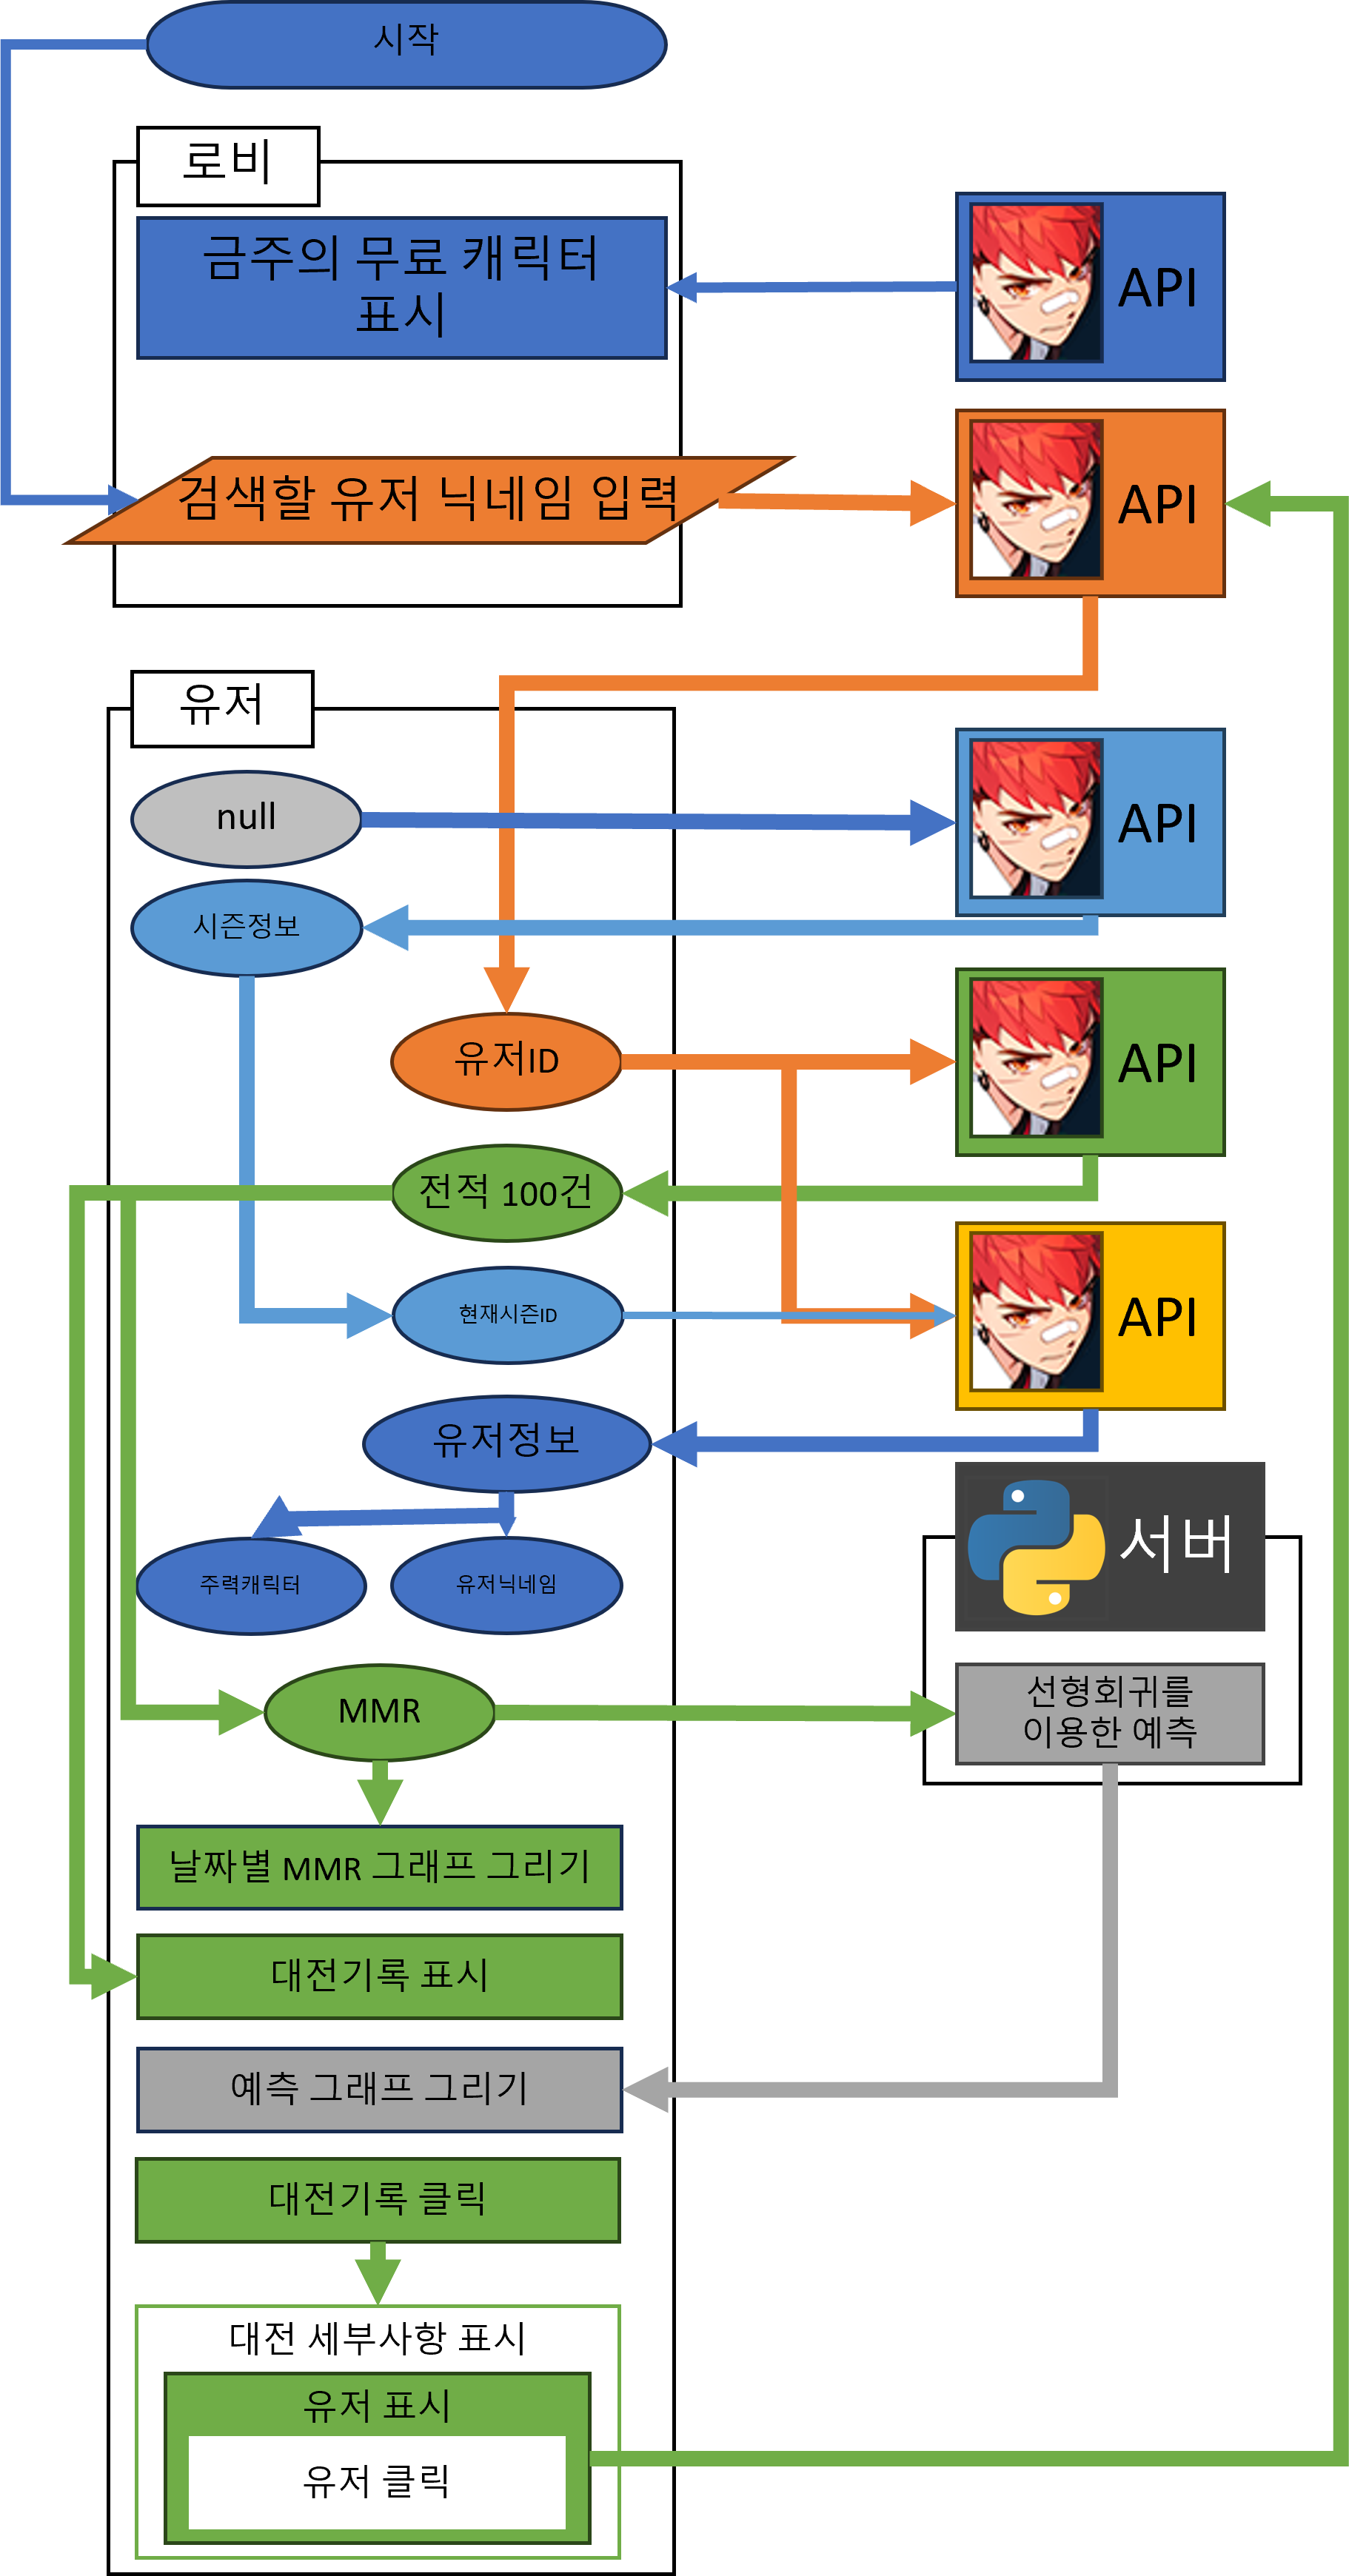 시작
로비
금주의 무료 캐릭터
표시
API
검색할 유저 닉네임 입력
API
유저
null
API
시즌정보
유저ID
API
전적 100건
현재시즌ID
API
유저정보
서버
주력캐릭터
유저닉네임
MMR
선형회귀를
이용한 예측
날짜별 MMR 그래프 그리기
대전기록 표시
예측 그래프 그리기
대전기록 클릭
대전 세부사항 표시
유저 표시
유저 클릭